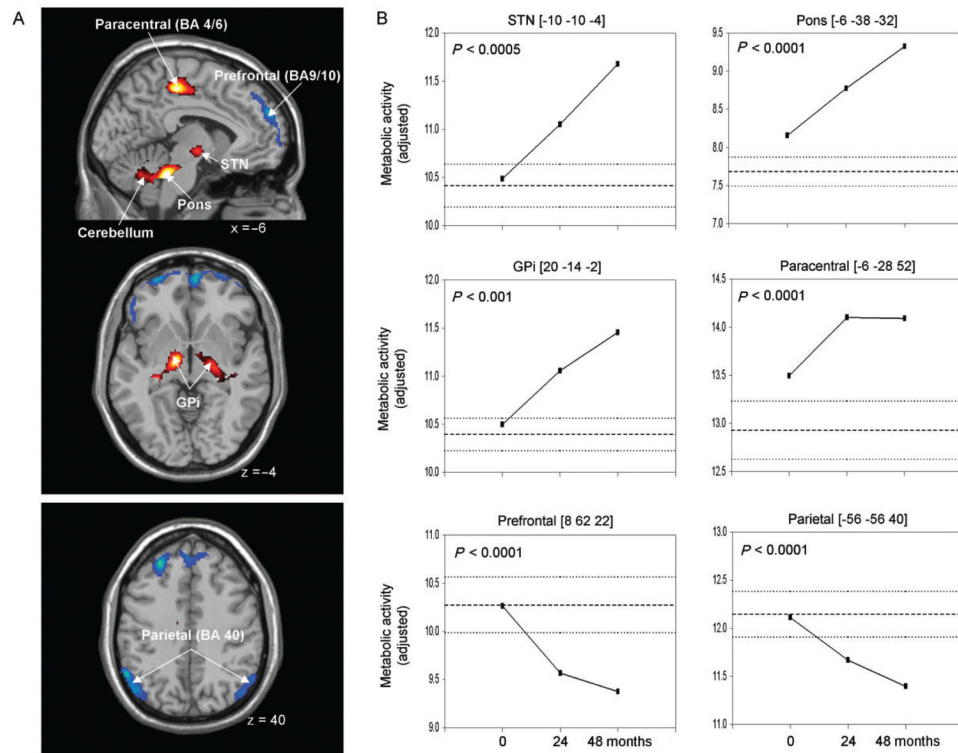 A
Paracentral (BA 4/6)
Prefrontal (BA9/10)
STN
Pons
Cerebellum
x = –6
GPi
z = –4
Parietal (BA 40)
z = 40
B
STN [-10 -10 -4]
P < 0.0005
Metabolic activity
(adjusted)
12.0
11.5
11.0
10.5
10.0
Pons [-6 -38 -32]
P < 0.0001
9.5
9.0
8.5
8.0
7.5
7.0
GPi [20 -14 -2]
P < 0.001
Metabolic activity
(adjusted)
12.0
11.5
11.0
10.5
10.0
Paracentral [-6 -28 52]
P < 0.0001
14.5
14.0
13.5
13.0
12.5
Prefrontal [8 62 22]
P < 0.0001
Metabolic activity
(adjusted)
11.0
10.5
10.0
9.5
9.0
0 24 48 months
Parietal [-56 -56 40]
P < 0.0001
13.0
12.5
12.0
11.5
11.0
0 24 48 months